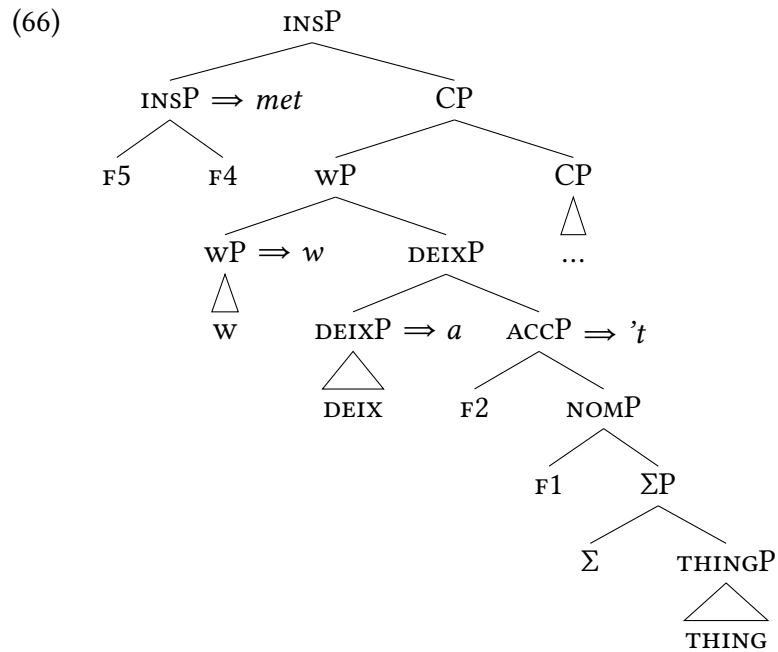 (66) INSP
INSP ⇒ met CP
F5 F4 WP CP
WP ⇒ w DEIXP ...
W DEIXP ⇒ a ACCP ⇒ 't
DEIX F2 NOMP
F1 ΣP
Σ THINGP
THING